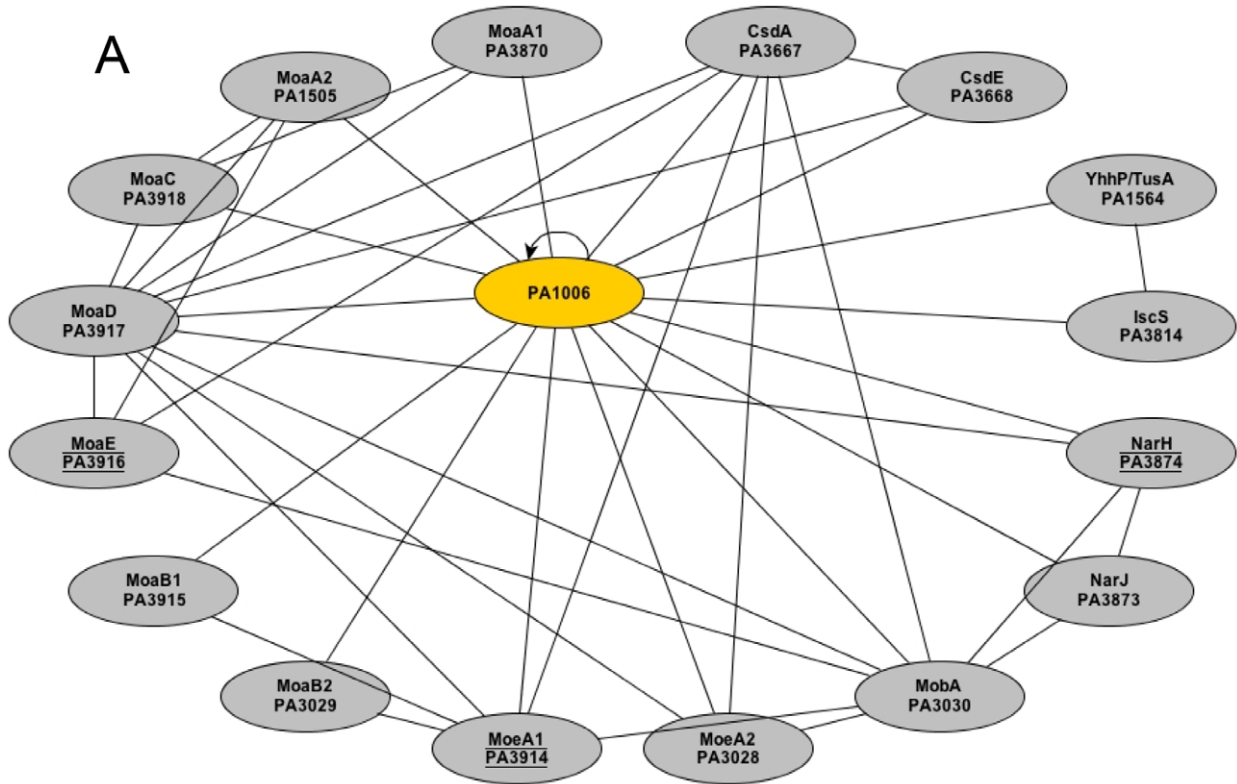 A
MoaA1
PA3870
CsdA
PA3667
MoaA2
PA1505
CsdE
PA3668
MoaC
PA3918
YhhP/TusA
PA1564
PA1006
MoaD
PA3917
IscS
PA3814
MoaE
PA3916
NarH
PA3874
MoaB1
PA3915
NarJ
PA3873
MoaB2
PA3029
MobA
PA3030
MoeA1
PA3914
MoeA2
PA3028